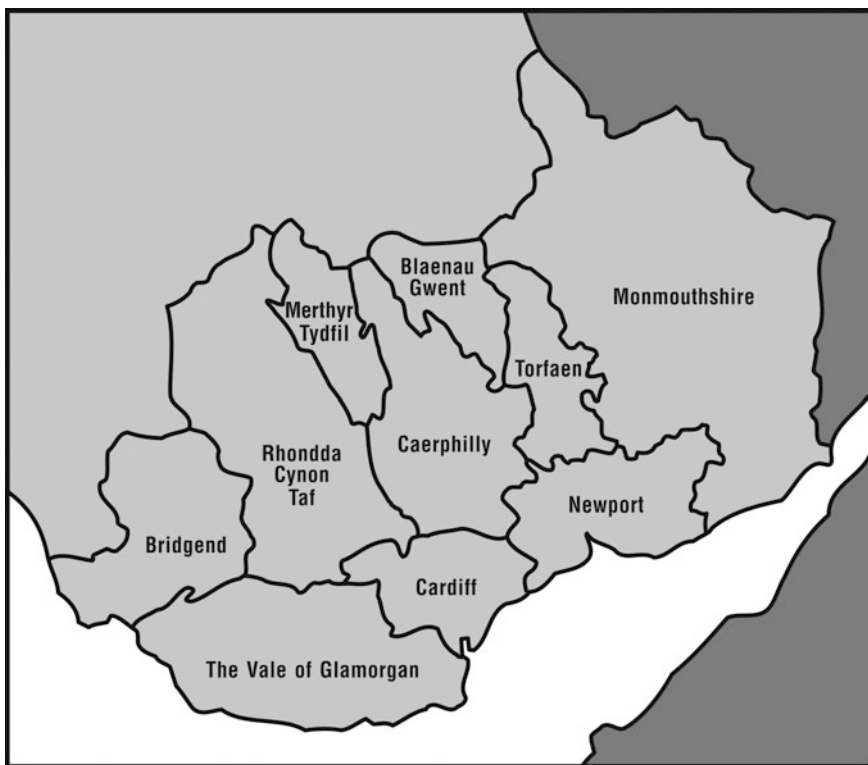 Blaenau
Gwent
Monmouthshire
Merthyr
Tydfil
Torfaen
Caerphilly
Rhondda
Cynon
Taf
Newport
Bridgend
Cardiff
The Vale of Glamorgan